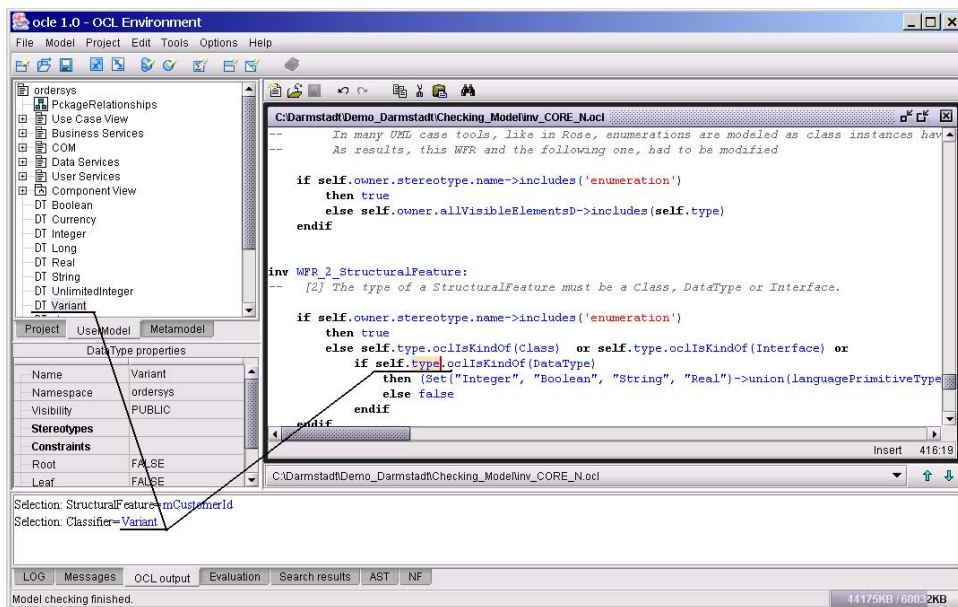 ocle 1.0 - OCL Environment
File Model Project Edit Tools Options Help
ordersys
PckageRelationships
Use Case View
Business Services
COM
Data Services
User Services
Component View
DT Boolean
DT Currency
DT Integer
DT Long
DT Real
DT String
DT UnlimitedInteger
DT Variant
Project UserModel Metamodel
DataType properties
Name Variant
Namespace ordersys
Visibility PUBLIC
Stereotypes
Constraints
Root FALSE
Leaf FALSE
C:\Darmstadt\Demo_Darmstadt\Checking_Model\inv_CORE_N.ocl
-- In many UML case tools, like in Rose, enumerations are modeled as class instances hav
-- As results, this WFR and the following one, had to be modified
if self.owner.stereotype.name->includes('enumeration')
then true
else self.owner.allVisibleElementsD->includes(self.type)
endif
inv WFR_2_StructuralFeature:
-- [2] The type of a StructuralFeature must be a Class, DataType or Interface.
if self.owner.stereotype.name->includes('enumeration')
then true
else self.type.oclIsKindOf(Class) or self.type.oclIsKindOf(Interface) or
if self.type.oclIsKindOf(DataType)
then (Set{"Integer", "Boolean", "String", "Real"}->union(languagePrimitiveType
else false
endif
endif
Insert 416:19
C:\Darmstadt\Demo_Darmstadt\Checking_Model\inv_CORE_N.ocl
Selection: StructuralFeature=mCustomerId
Selection: Classifier=Variant
LOG Messages OCL output Evaluation Search results AST NF
Model checking finished.
44175KB / 60032KB